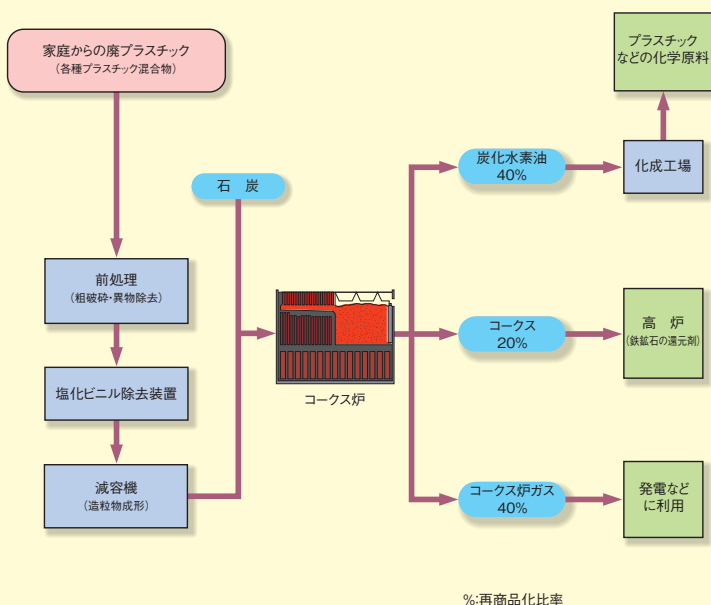 家庭からの廃プラスチック
(各種プラスチック混合物)
前処理
(粗破砕・異物除去)
塩化ビニル除去装置
減容機
(造粒物成形)
石 炭
コークス炉
炭化水素油
40%
コークス
20%
コークス炉ガス
40%
プラスチック
などの化学原料
化成工場
高 炉
(鉄鉱石の還元剤)
発電など
に利用
%:再商品化比率